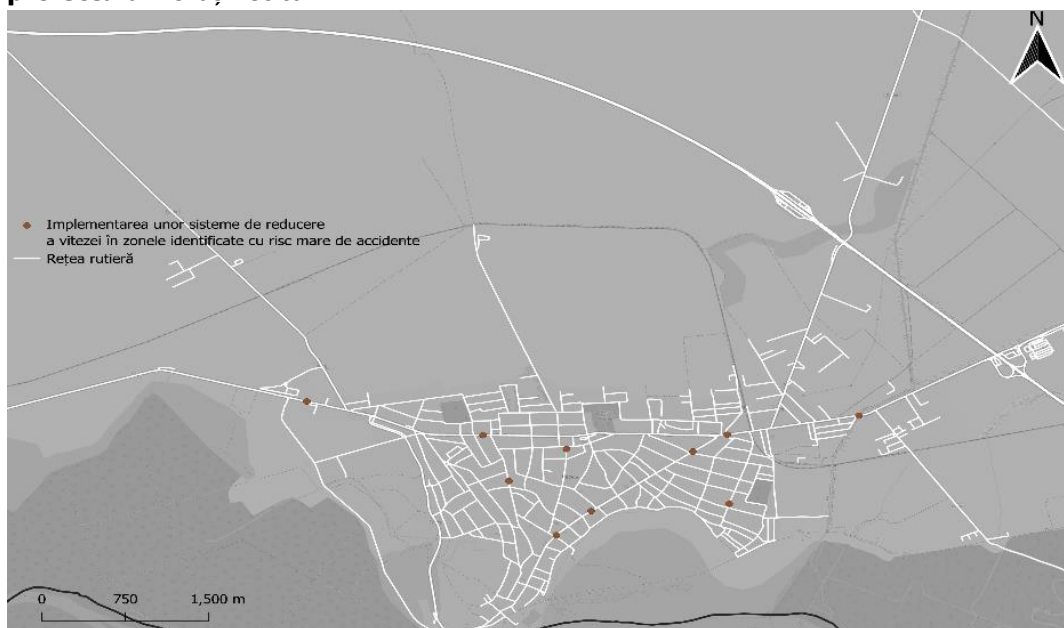 N
Implementarea unor sisteme de reducere
a vitezei în zonele identificate cu risc mare de accidente
Rețea rutieră
0 750 1,500 m